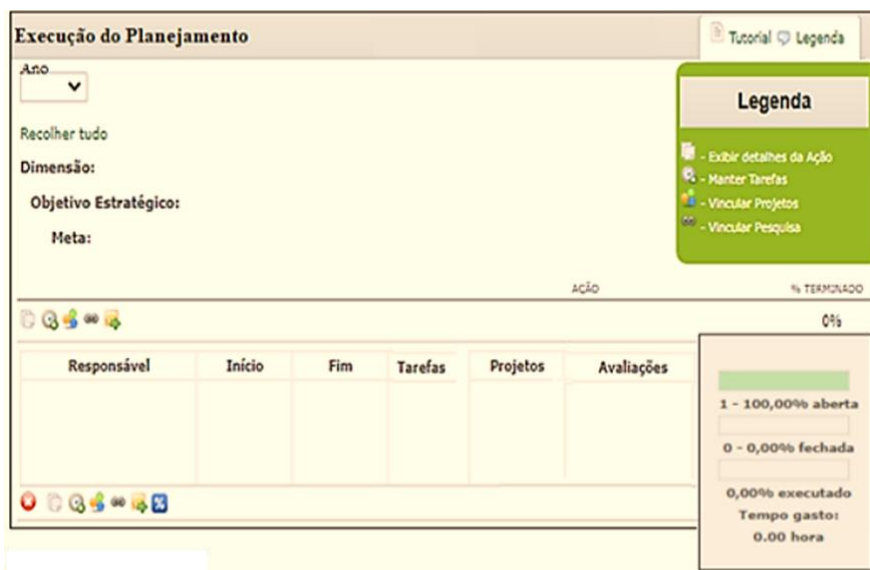 Execução do Planejamento
Tutorial Legenda
Ano
Legenda
Recolher tudo
- Exibir detalhes da Ação
- Manter Tarefas
- Vincular Projetos
- Vincular Pesquisa
Dimensão:
Objetivo Estratégico:
Meta:
AÇÃO % TERMINADO
0%
Responsável Início Fim Tarefas Projetos Avaliações
1 - 100,00% aberta
0 - 0,00% fechada
0,00% executado
Tempo gasto:
0.00 hora